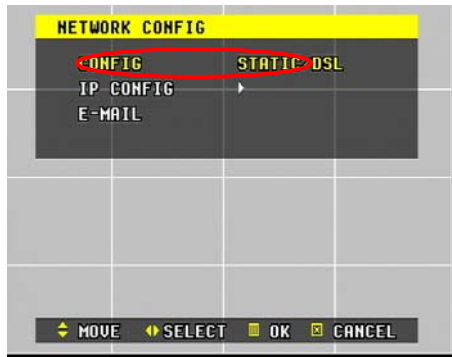 NETWORK CONFIG
CONFIG STATIC DSL
IP CONFIG
E-MAIL
MOVE SELECT OK CANCEL